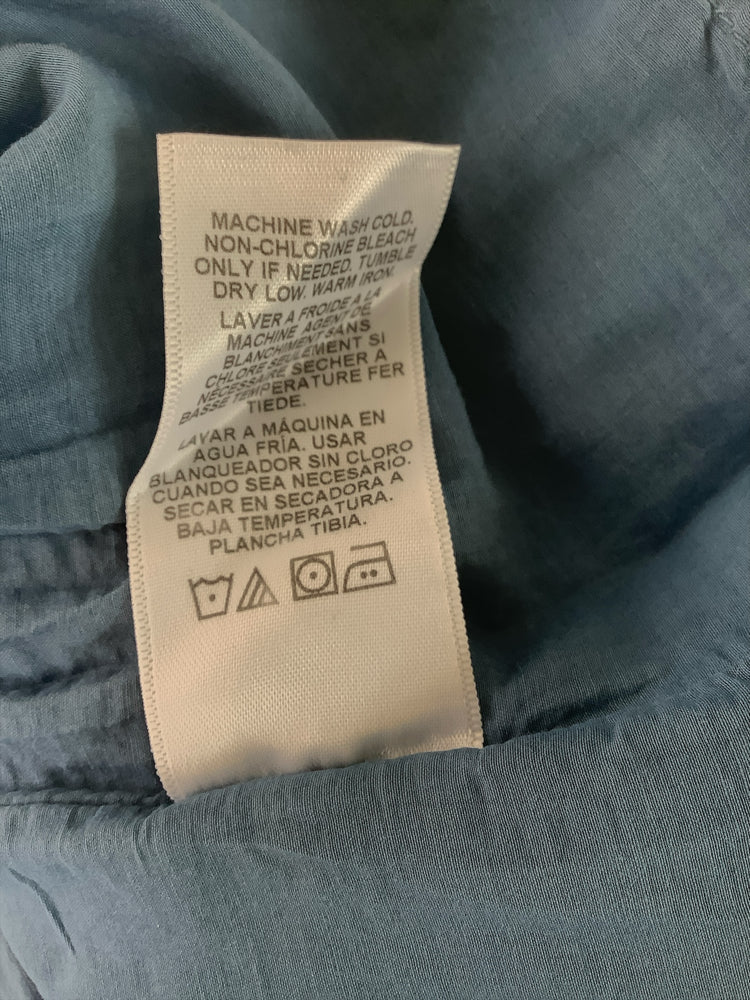 MACHINE WASH COLD.
NON-CHLORINE BLEACH
ONLY IF NEEDED. TUMBLE
DRY LOW. WARM IRON.
LAVER A FROIDE A LA
MACHINE AGENT DE
BLANCHIMENT SANS
CHLORE SEULEMENT SI
NÉCESSAIRE SECHER A
BASSE TEMPERATURE FER
TIEDE.
LAVAR A MÁQUINA EN
AGUA FRÍA. USAR
BLANQUEADOR SIN CLORO
CUANDO SEA NECESARIO.
SECAR EN SECADORA A
BAJA TEMPERATURA.
PLANCHA TIBIA.